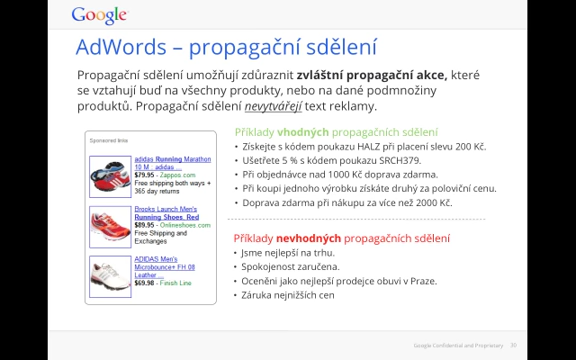 Google
AdWords – propagační sdělení
Propagační sdělení umožňují zdůraznit zvláštní propagační akce, které
se vztahují buď na všechny produkty, nebo na dané podmnožiny
produktů. Propagační sdělení nevytvářejí text reklamy.
Sponsored links
adidas Running Marathon
10 M... adidas ...
$79.95 - Zappos.com
Free shipping both ways +
365 day returns
Brooks Launch Men's
Running Shoes, Red
$89.95 - Onlineshoes.com
Free Shipping and
Exchanges
ADIDAS Men's
Microbounce+ FH 08
Leather ...
$69.98 - Finish Line
Příklady vhodných propagačních sdělení
• Získejte s kódem poukazu HALZ při placení slevu 200 Kč.
• Ušetřete 5 % s kódem poukazu SRCH379.
• Při objednávce nad 1000 Kč doprava zdarma.
• Při koupi jednoho výrobku získáte druhý za poloviční cenu.
• Doprava zdarma při nákupu za více než 2000 Kč.
Příklady nevhodných propagačních sdělení
• Jsme nejlepší na trhu.
• Spokojenost zaručena.
• Oceněni jako nejlepší prodejce obuvi v Praze.
• Záruka nejnižších cen
Google Confidential and Proprietary 30